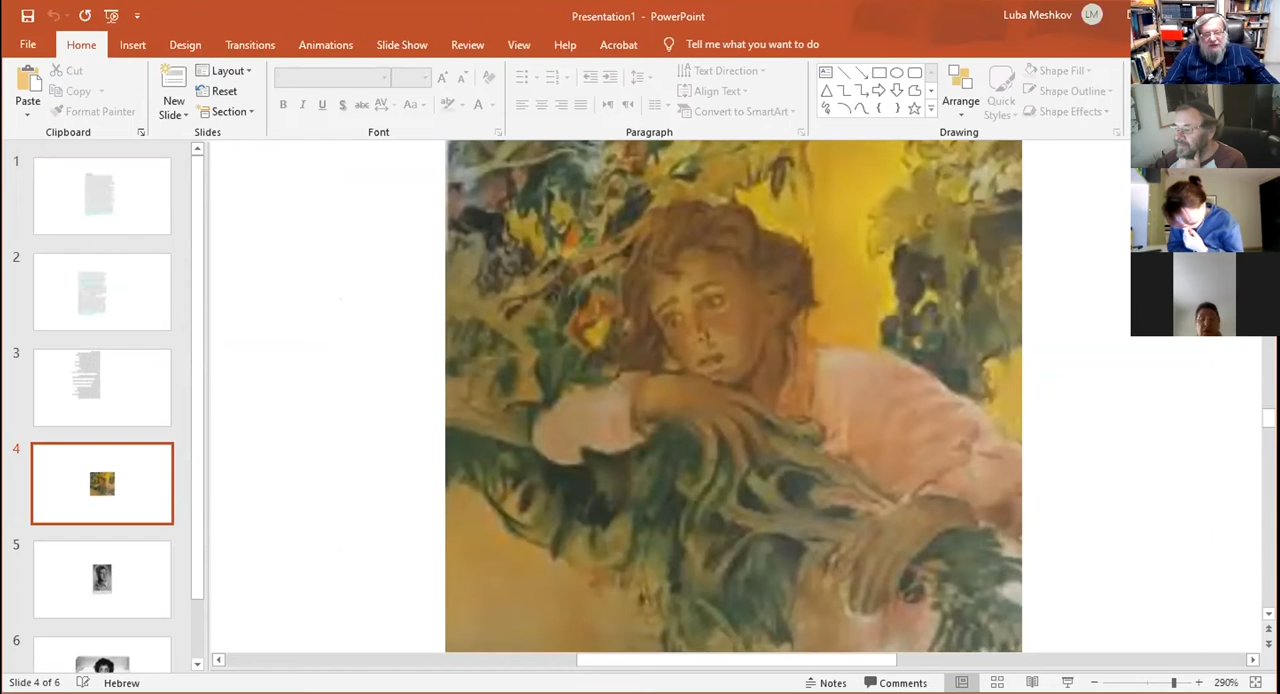 Presentation1 - PowerPoint
Luba Meshkov
LM
File
Home
Insert
Design
Transitions
Animations
Slide Show
Review
View
Help
Acrobat
Tell me what you want to do
Paste
Cut
Copy
Format Painter
Clipboard
New
Slide
Layout
Reset
Section
Slides
B I U S abc AV Aa A
Font
Paragraph
Text Direction
Align Text
Convert to SmartArt
Arrange
Quick
Styles
Shape Fill
Shape Outline
Shape Effects
Drawing
1
2
3
4
5
6
Slide 4 of 6
Hebrew
Notes
Comments
290%